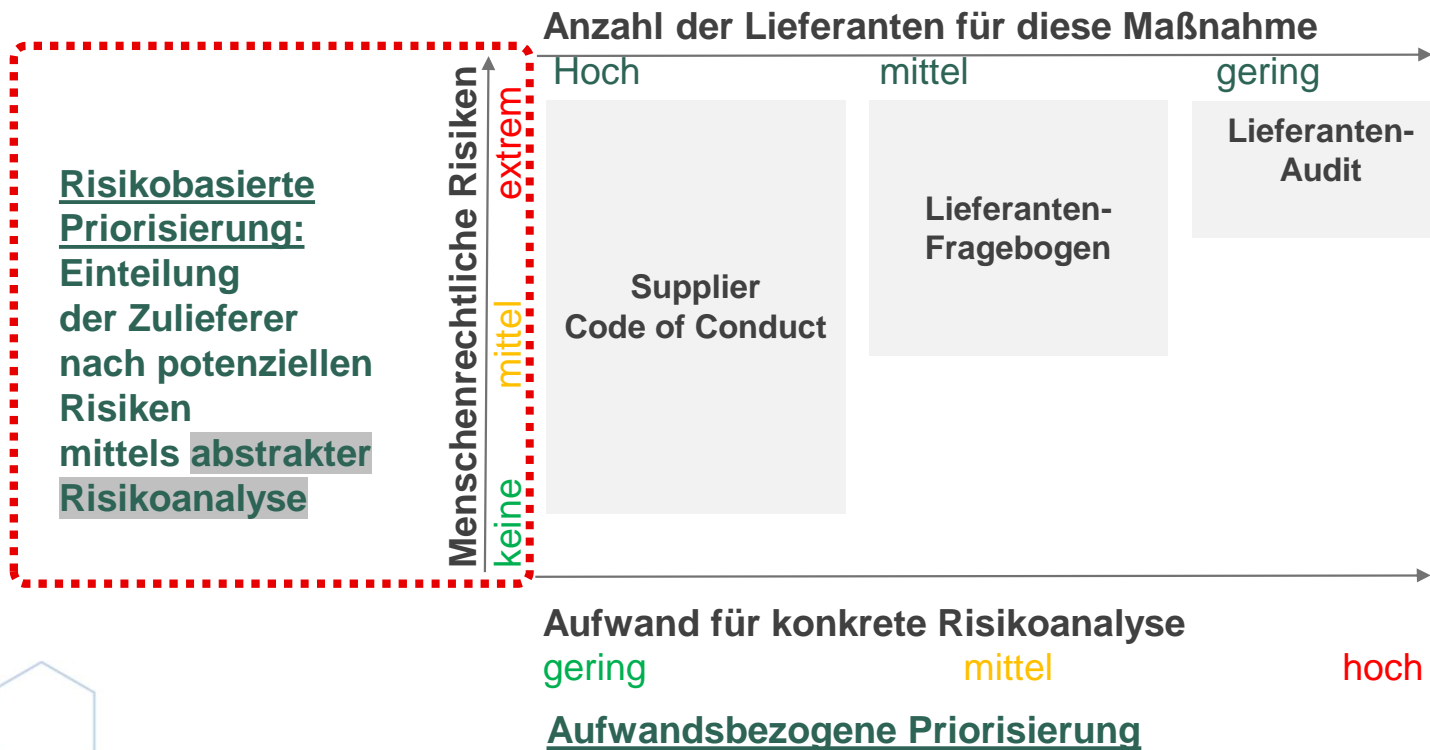 Anzahl der Lieferanten für diese Maßnahme
Hoch mittel gering
Risikobasierte
Priorisierung:
Einteilung
der Zulieferer
nach potenziellen
Risiken
mittels abstrakter
Risikoanalyse
Menschenrechtliche Risiken
extrem
mittel
keine
Supplier
Code of Conduct
Lieferanten-
Fragebogen
Lieferanten-
Audit
Aufwand für konkrete Risikoanalyse
gering mittel hoch
Aufwandsbezogene Priorisierung